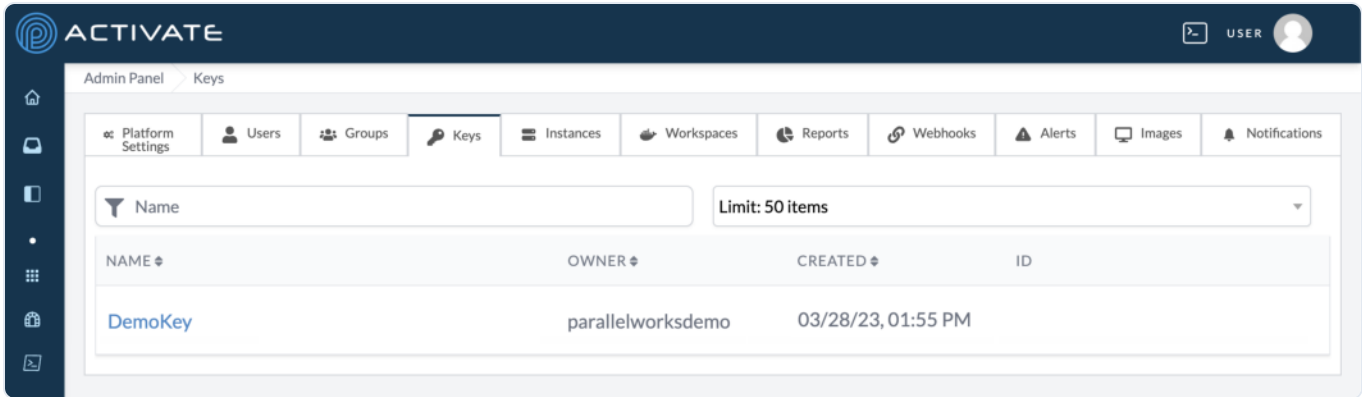 ACTIVATE
USER
Admin Panel Keys
Platform Settings
Users
Groups
Keys
Instances
Workspaces
Reports
Webhooks
Alerts
Images
Notifications
Name
Limit: 50 items
NAME OWNER CREATED ID
DemoKey parallelworksdemo 03/28/23, 01:55 PM